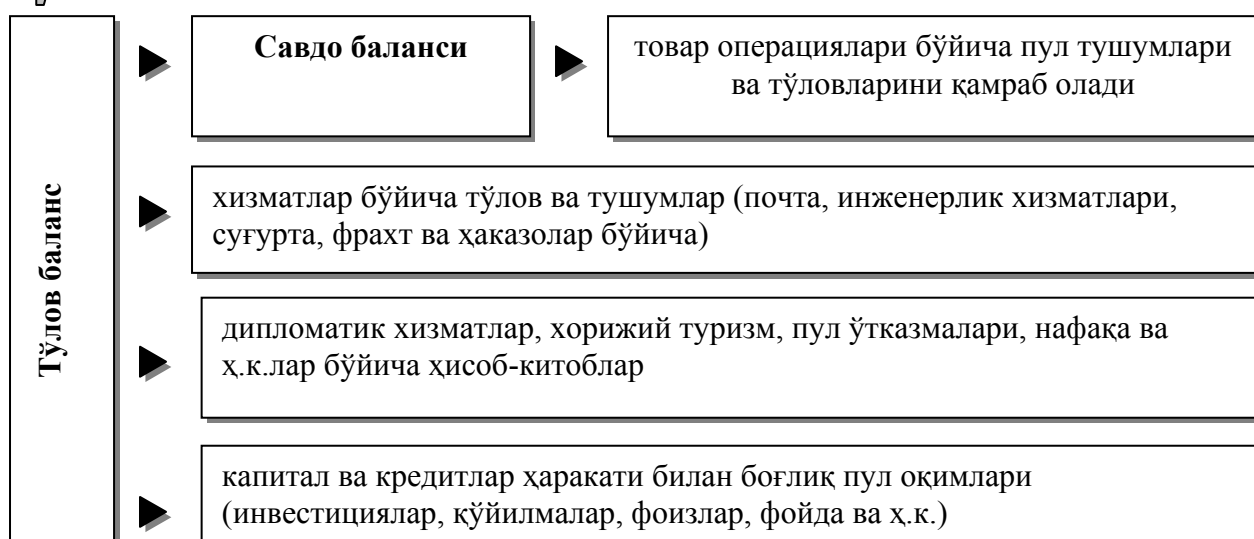 Тўлов баланс
Савдо баланси
товар операциялари бўйича пул тушумлари
ва тўловларини қамраб олади
хизматлар бўйича тўлов ва тушумлар (почта, инженерлик хизматлари,
суғурта, фрахт ва ҳаказолар бўйича)
дипломатик хизматлар, хорижий туризм, пул ўтказмалари, нафақа ва
ҳ.к.лар бўйича ҳисоб-китоблар
капитал ва кредитлар ҳаракати билан боғлиқ пул оқимлари
(инвестициялар, қўйилмалар, фоизлар, фойда ва ҳ.к.)